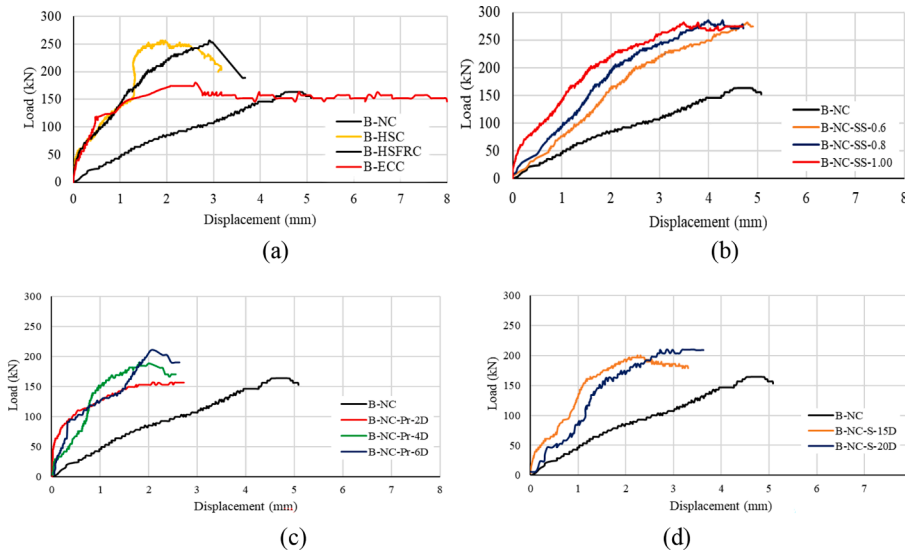 (a)
300
250
200
150
100
50
0
Load (kN)
B-NC
B-HSC
B-HSFRC
B-ECC
0 1 2 3 4 5 6 7 8
Displacement (mm)
(a)
300
250
200
150
100
50
0
Load (kN)
B-NC
B-NC-SS-0.6
B-NC-SS-0.8
B-NC-SS-1.00
0 1 2 3 4 5 6 7 8
Displacement (mm)
(b)
300
250
200
150
100
50
0
Load (kN)
B-NC
B-NC-Pr-2D
B-NC-Pr-4D
B-NC-Pr-6D
0 1 2 3 4 5 6 7 8
Displacement (mm)
(c)
300
250
200
150
100
50
0
Load (kN)
B-NC
B-NC-S-15D
B-NC-S-20D
0 1 2 3 4 5 6 7
Displacement (mm)
(d)